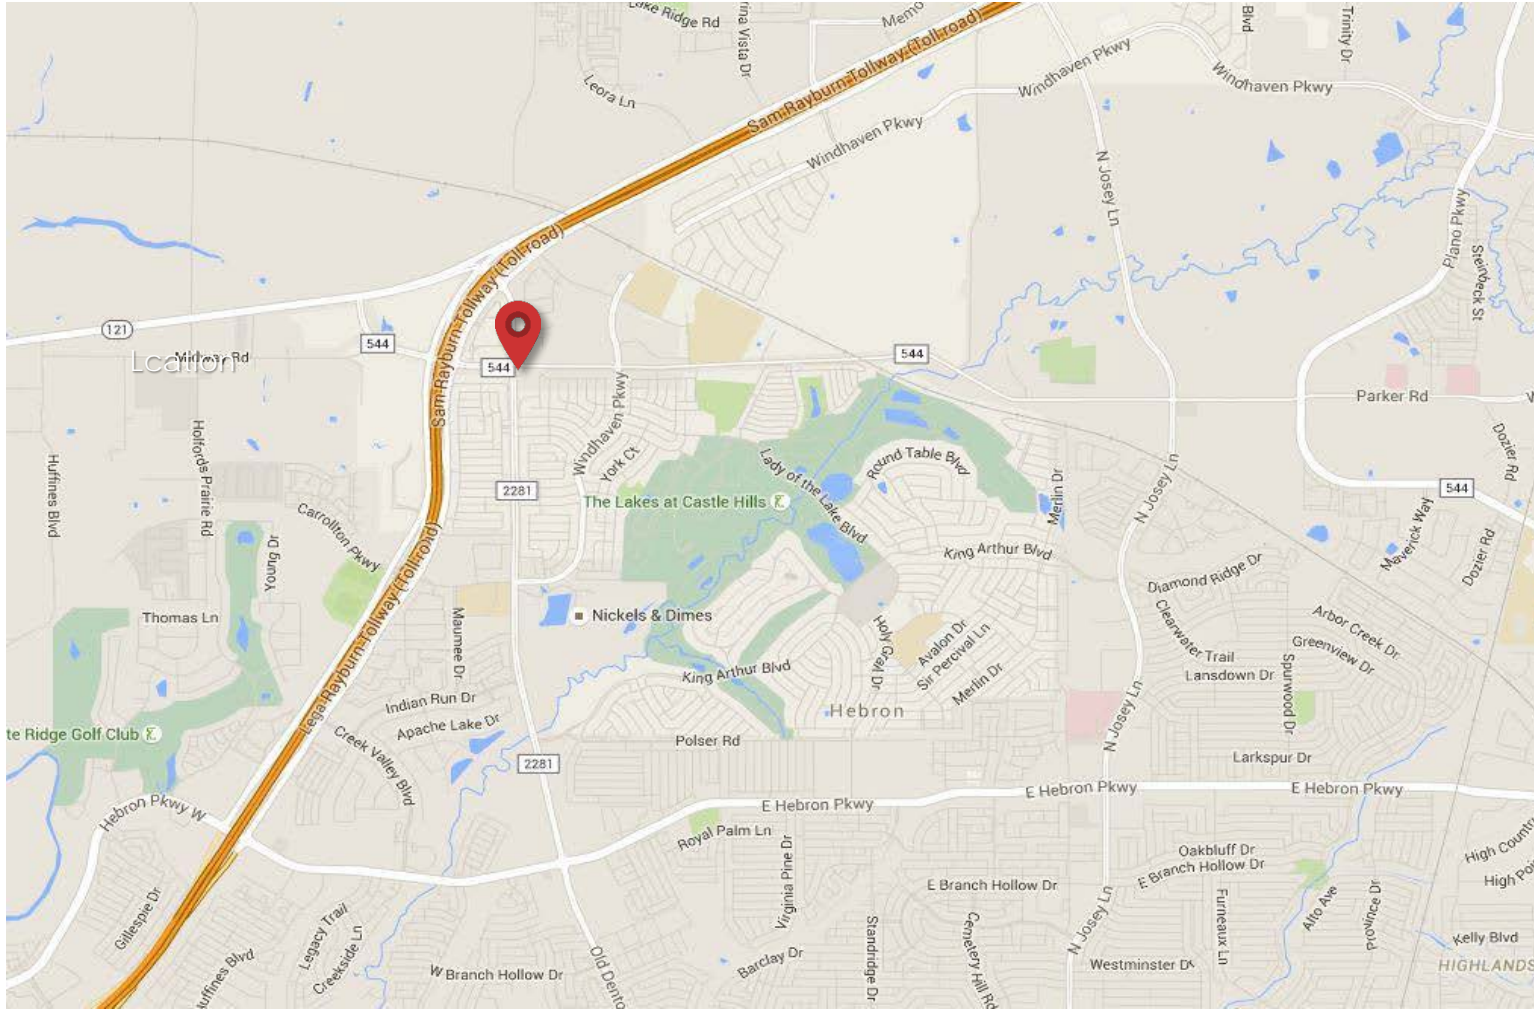 Lake Ridge Rd
Memo
Blvd
Trinity Dr
Sam Rayburn Tollway (Toll road)
Windhaven Pkwy
Windhaven Pkwy
Leora Ln
Windhaven Pkwy
N Josey Ln
Plano Pkwy
Steinbeck St
Sam Rayburn Tollway (Toll road)
121
544
544
544
Midway Rd
Sam Rayburn Tollway (Toll road)
Parker Rd
Windhaven Pkwy
Holfords Prairie Rd
Huffines Blvd
York Ct
Lady of the Lake Blvd
Round Table Blvd
Merlin Dr
N Josey Ln
Dozier Rd
544
2281
The Lakes at Castle Hills
Carrollton Pkwy
Young Dr
King Arthur Blvd
Maverick Way
Dozier Rd
Diamond Ridge Dr
Thomas Ln
Nickels & Dimes
Maumee Dr
Holy Grail Dr
Avalon Dr
Sir Percival Ln
Merlin Dr
Clearwater Trail
Arbor Creek Dr
Greenview Dr
Lansdown Dr
Spurwood Dr
King Arthur Blvd
Indian Run Dr
Apache Lake Dr
Hebron
N Josey Ln
te Ridge Golf Club
Creek Valley Blvd
Polser Rd
2281
Larkspur Dr
Hebron Pkwy W
E Hebron Pkwy
E Hebron Pkwy
E Hebron Pkwy
Royal Palm Ln
Virginia Pine Dr
Oakbluff Dr
E Branch Hollow Dr
E Branch Hollow Dr
High Country
Gillespie Dr
Legacy Trail
Creekside Ln
Standridge Dr
Cemetery Hill Rd
N Josey Ln
Furneaux Ln
Alto Ave
Province Dr
Kelly Blvd
HIGHLANDS
W Branch Hollow Dr
Old Dento
Barclay Dr
Westminster Dr